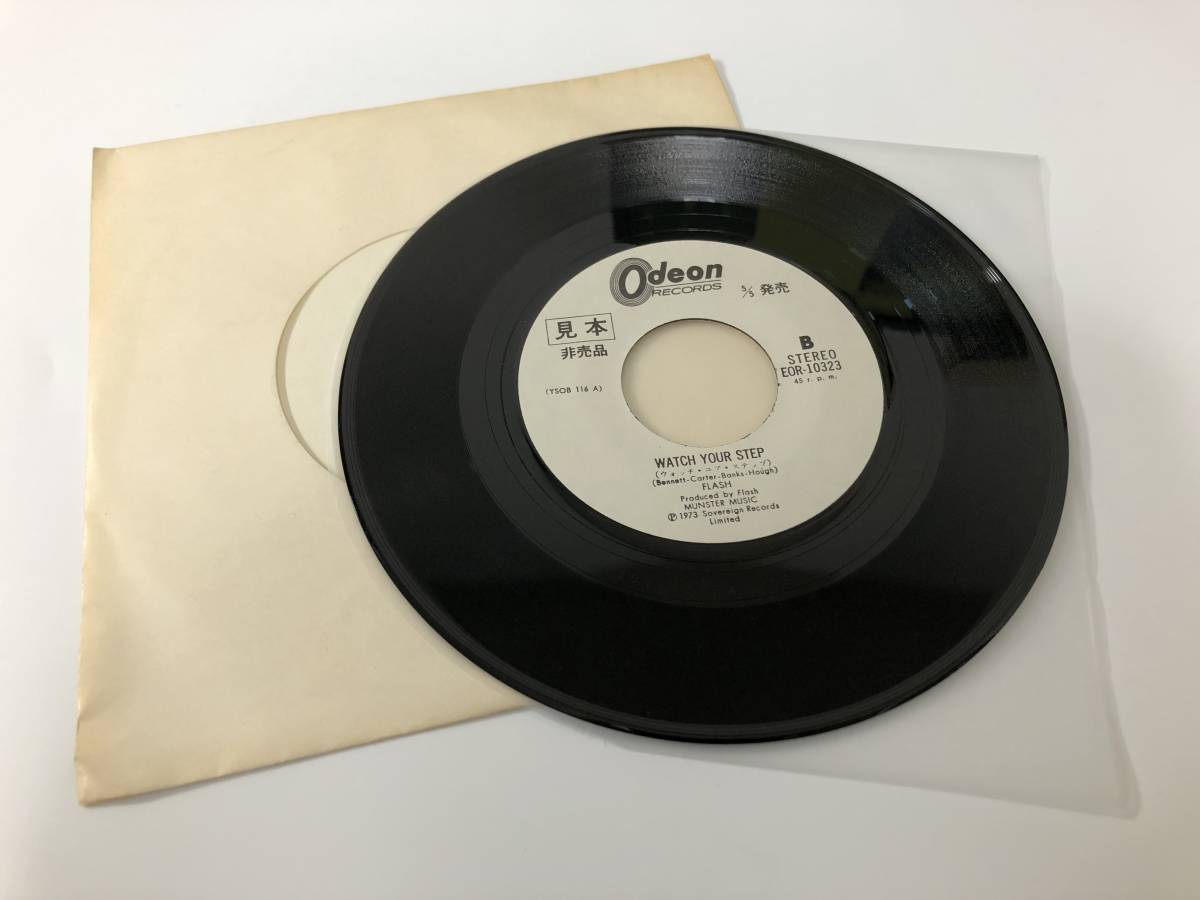 Odeon
RECORDS
5/5 発売
見本
非売品
B
STEREO
EOR-10323
45 r. p. m.
(YSOB 116 A)
WATCH YOUR STEP
(ウォッチ・ユア・ステップ)
(Bennett-Carter-Banks-Hough)
FLASH
Produced by Flash
MUNSTER MUSIC
Ⓟ1973 Sovereign Records
Limited